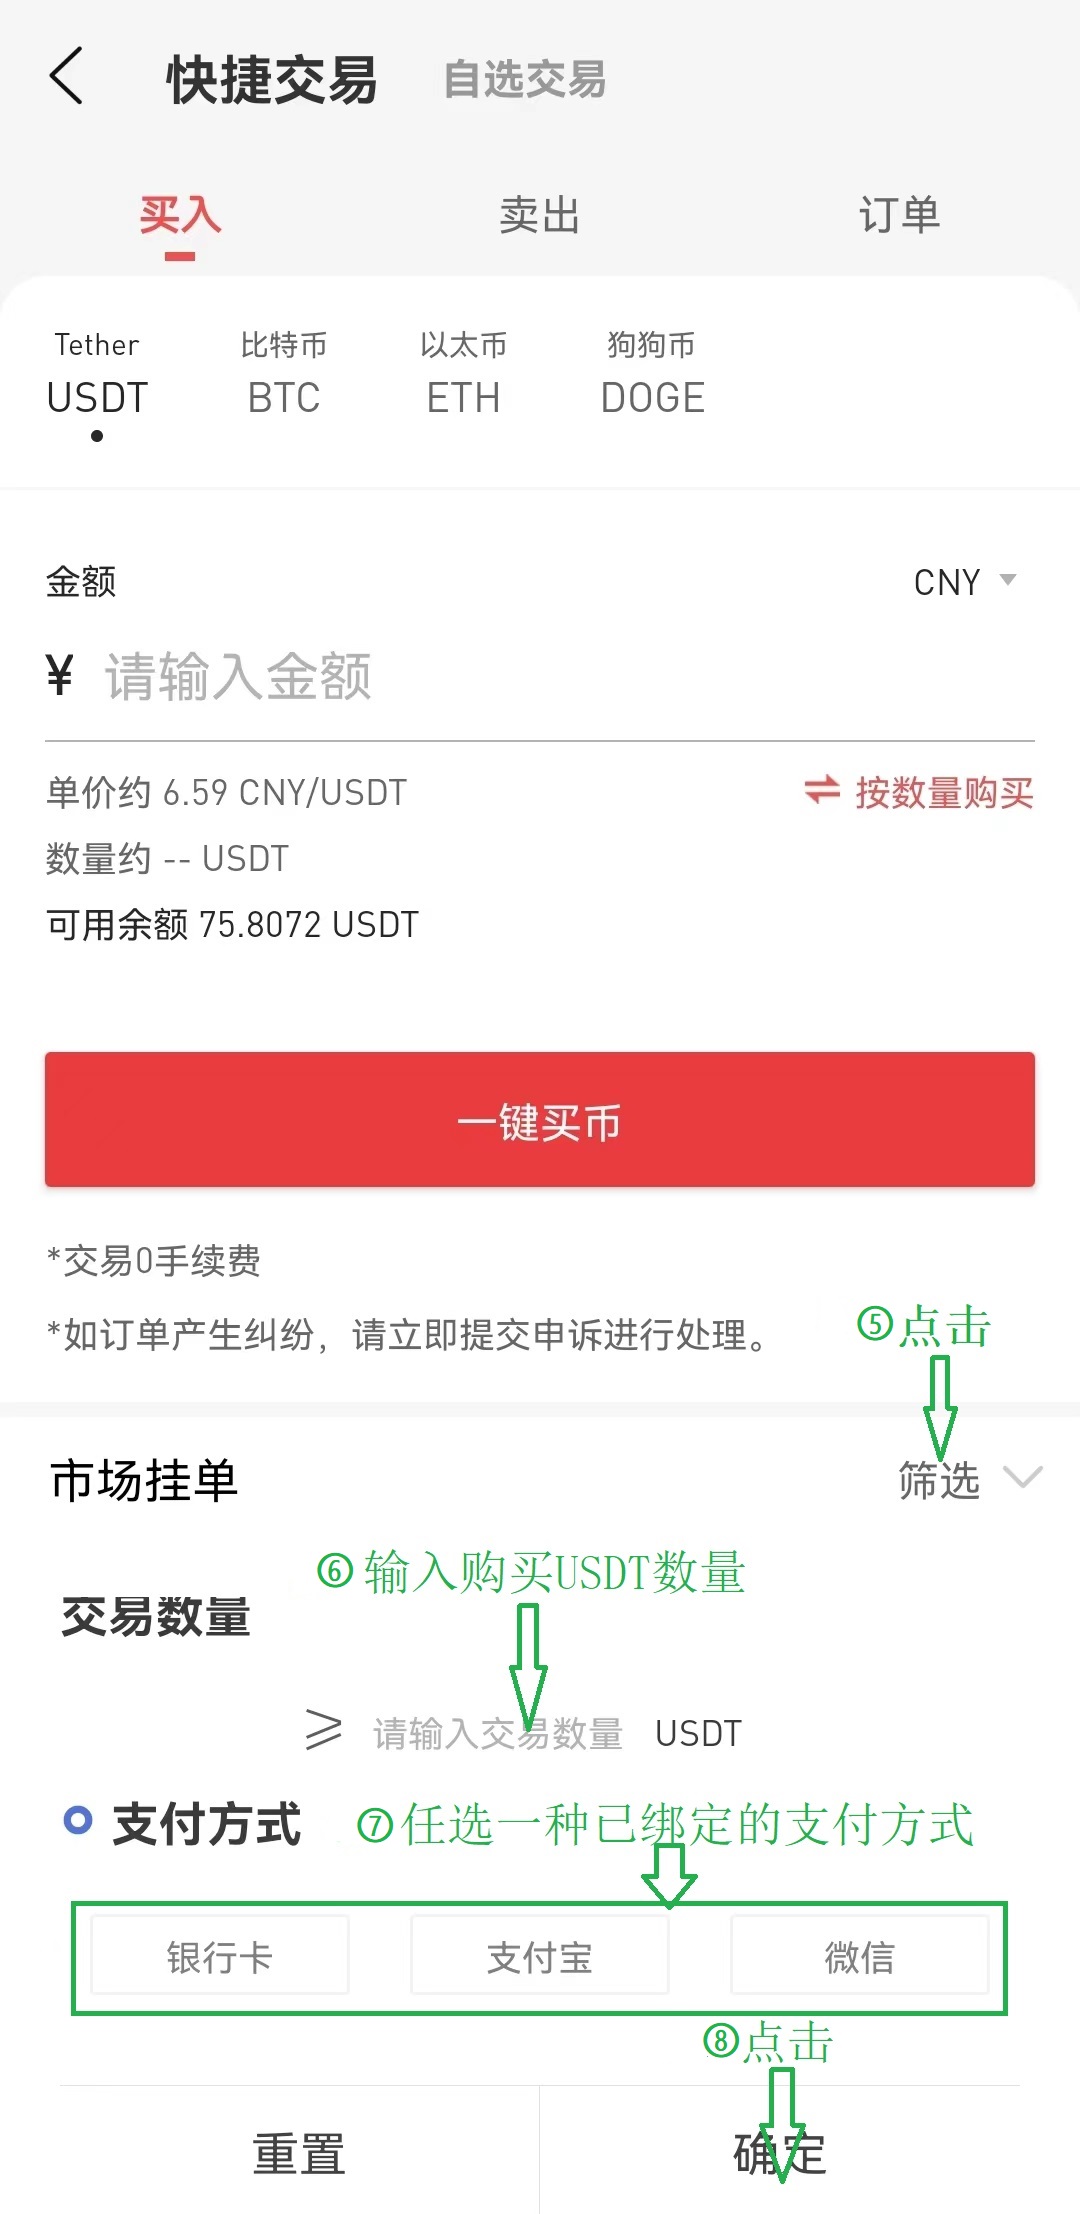 快捷交易 自选交易
买入 卖出 订单
Tether 比特币 以太币 狗狗币
USDT BTC ETH DOGE
金额 CNY
¥ 请输入金额
单价约 6.59 CNY/USDT 按数量购买
数量约 -- USDT
可用余额 75.8072 USDT
一键买币
*交易0手续费
*如订单产生纠纷，请立即提交申诉进行处理。
⑤点击
市场挂单 筛选
⑥输入购买USDT数量
交易数量
≥ 请输入交易数量 USDT
支付方式 ⑦任选一种已绑定的支付方式
银行卡 支付宝 微信
⑧点击
重置 确定